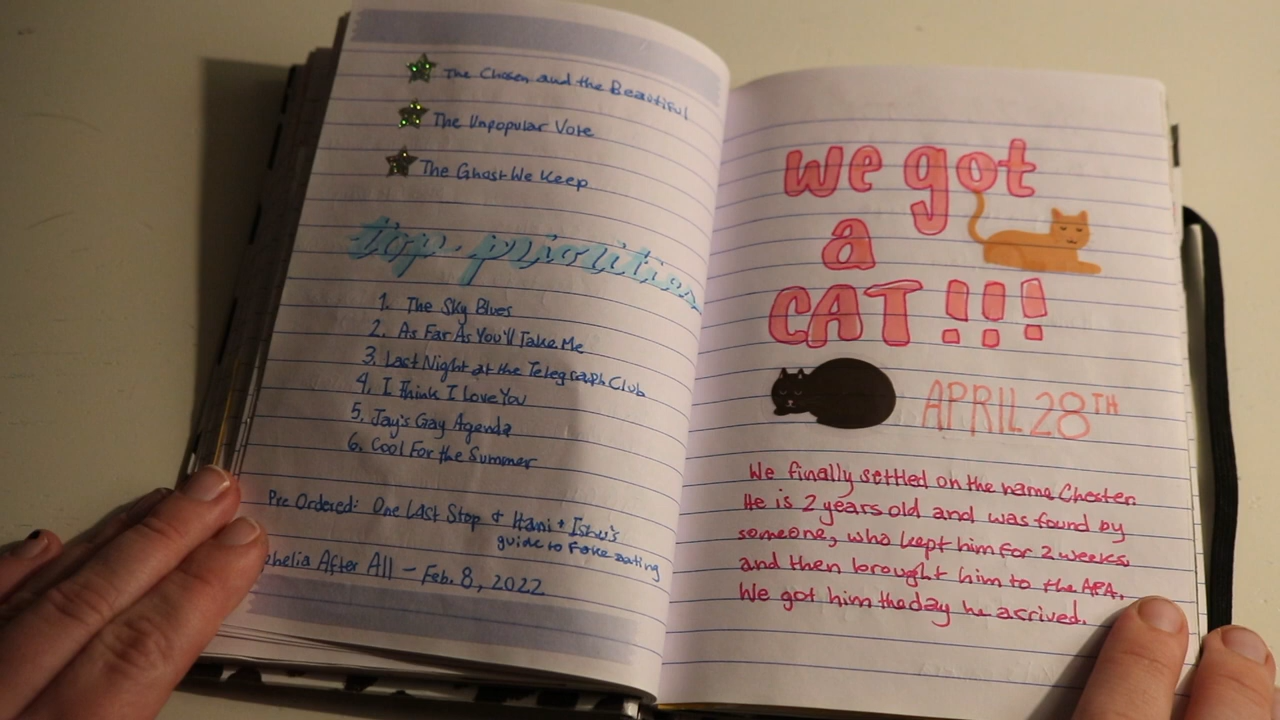 The Chosen and the Beautiful
The Unpopular Vote
The Ghost We Keep
top priorities
1. The Sky Blues
2. As Far As You'll Take Me
3. Last Night at the Telegraph Club
4. I Think I Love You
5. Jay's Gay Agenda
6. Cool For the Summer
Pre Ordered: One Last Stop + Hani + Ishu's
guide to Fake dating
phelia After All - Feb. 8, 2022
we got
a
CAT!!!
APRIL 28TH
We finally settled on the name Chester.
He is 2 years old and was found by
someone, who kept him for 2 weeks,
and then brought him to the APA.
We got him the day he arrived.